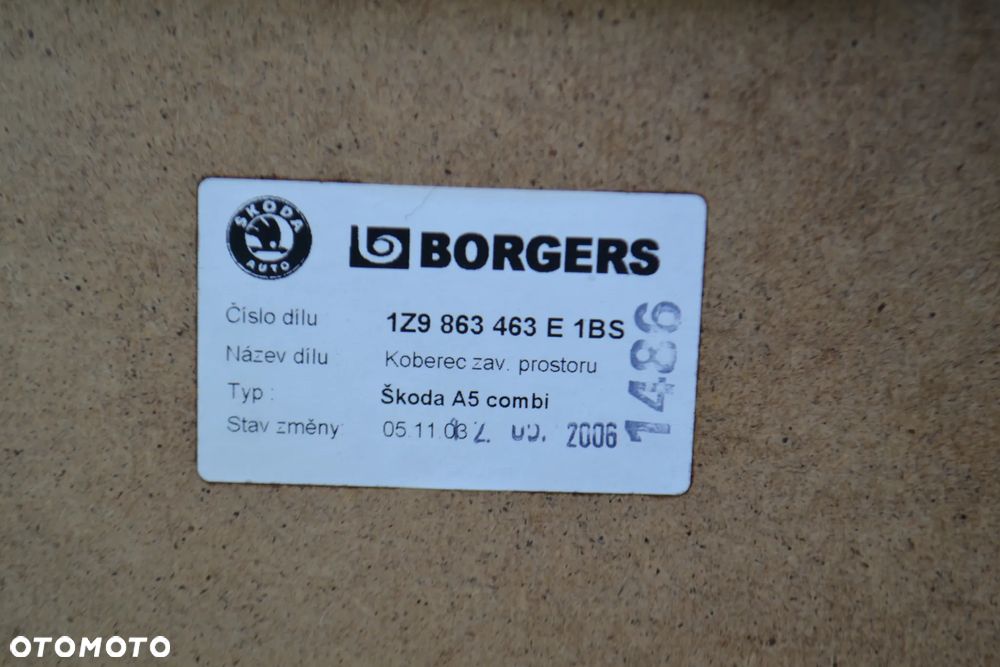 ŠKODA
AUTO
BORGERS
Číslo dílu 1Z9 863 463 E 1BS
Název dílu Koberec zav. prostoru
Typ : Škoda A5 combi
Stav změny 05.11.03 2006
OTOMOTO